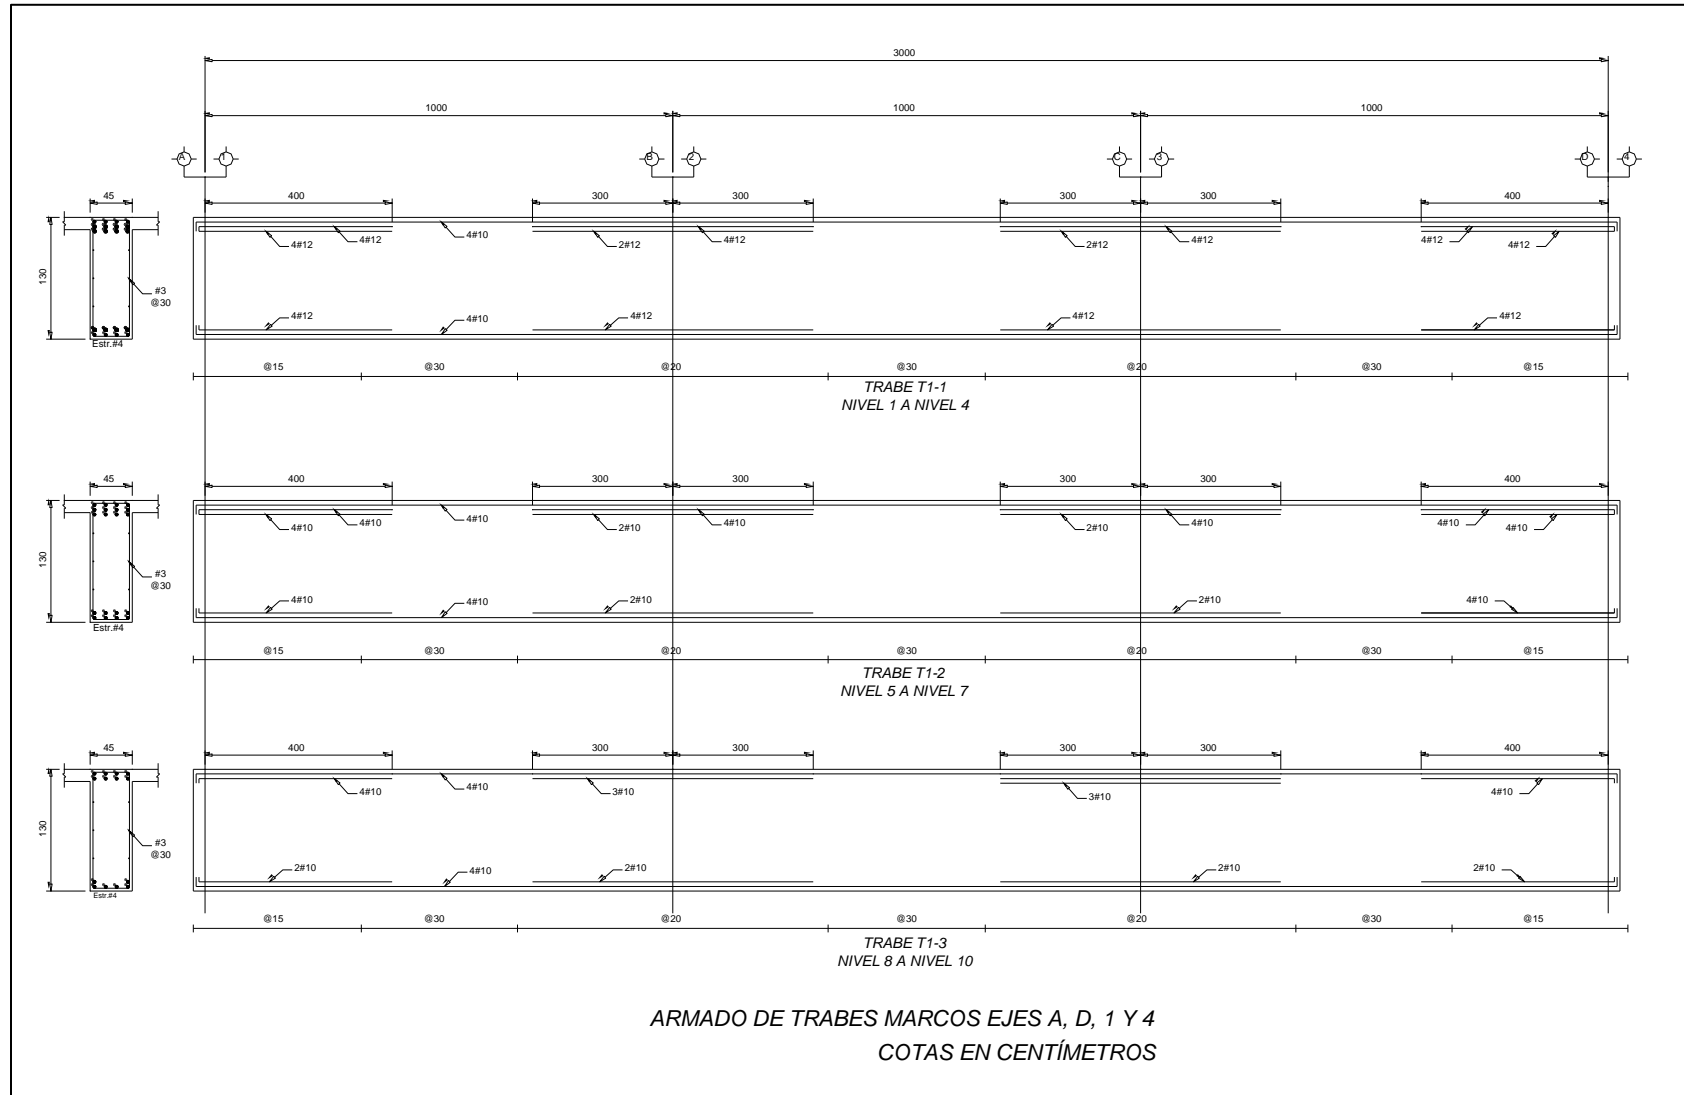 3000
1000 1000 1000
A 1 B 2 C 3 D 4
45 400 300 300 300 300 400
4#12 4#12 4#10 2#12 4#12 2#12 4#12 4#12 4#12
130
#3
@30
4#12 4#10 4#12 4#12 4#12
Estr.#4
@15 @30 @20 @30 @20 @30 @15
TRABE T1-1
NIVEL 1 A NIVEL 4
45 400 300 300 300 300 400
4#10 4#10 4#10 2#10 4#10 2#10 4#10 4#10 4#10
130
#3
@30
4#10 4#10 2#10 2#10 4#10
Estr.#4
@15 @30 @20 @30 @20 @30 @15
TRABE T1-2
NIVEL 5 A NIVEL 7
45 400 300 300 300 300 400
4#10 4#10 3#10 3#10 4#10
130
#3
@30
2#10 4#10 2#10 2#10 2#10
Estr.#4
@15 @30 @20 @30 @20 @30 @15
TRABE T1-3
NIVEL 8 A NIVEL 10
ARMADO DE TRABES MARCOS EJES A, D, 1 Y 4
COTAS EN CENTÍMETROS